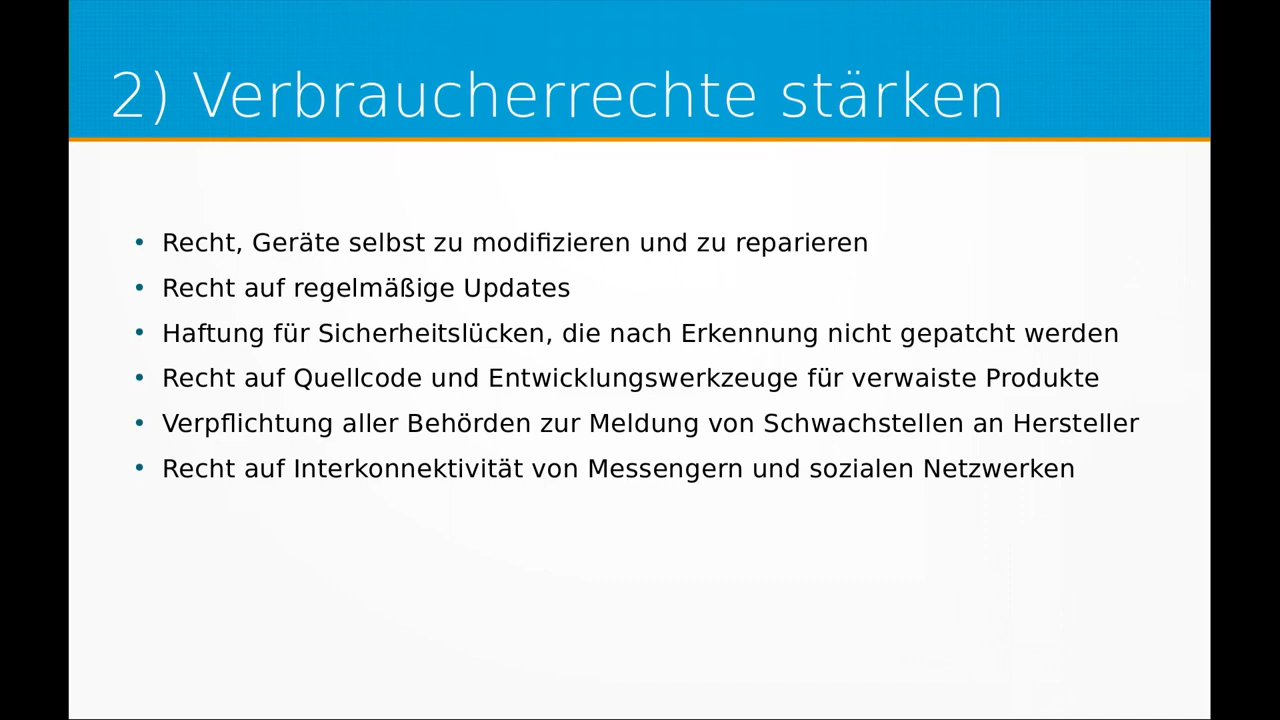 2) Verbraucherrechte stärken
• Recht, Geräte selbst zu modifizieren und zu reparieren
• Recht auf regelmäßige Updates
• Haftung für Sicherheitslücken, die nach Erkennung nicht gepatcht werden
• Recht auf Quellcode und Entwicklungswerkzeuge für verwaiste Produkte
• Verpflichtung aller Behörden zur Meldung von Schwachstellen an Hersteller
• Recht auf Interkonnektivität von Messengern und sozialen Netzwerken